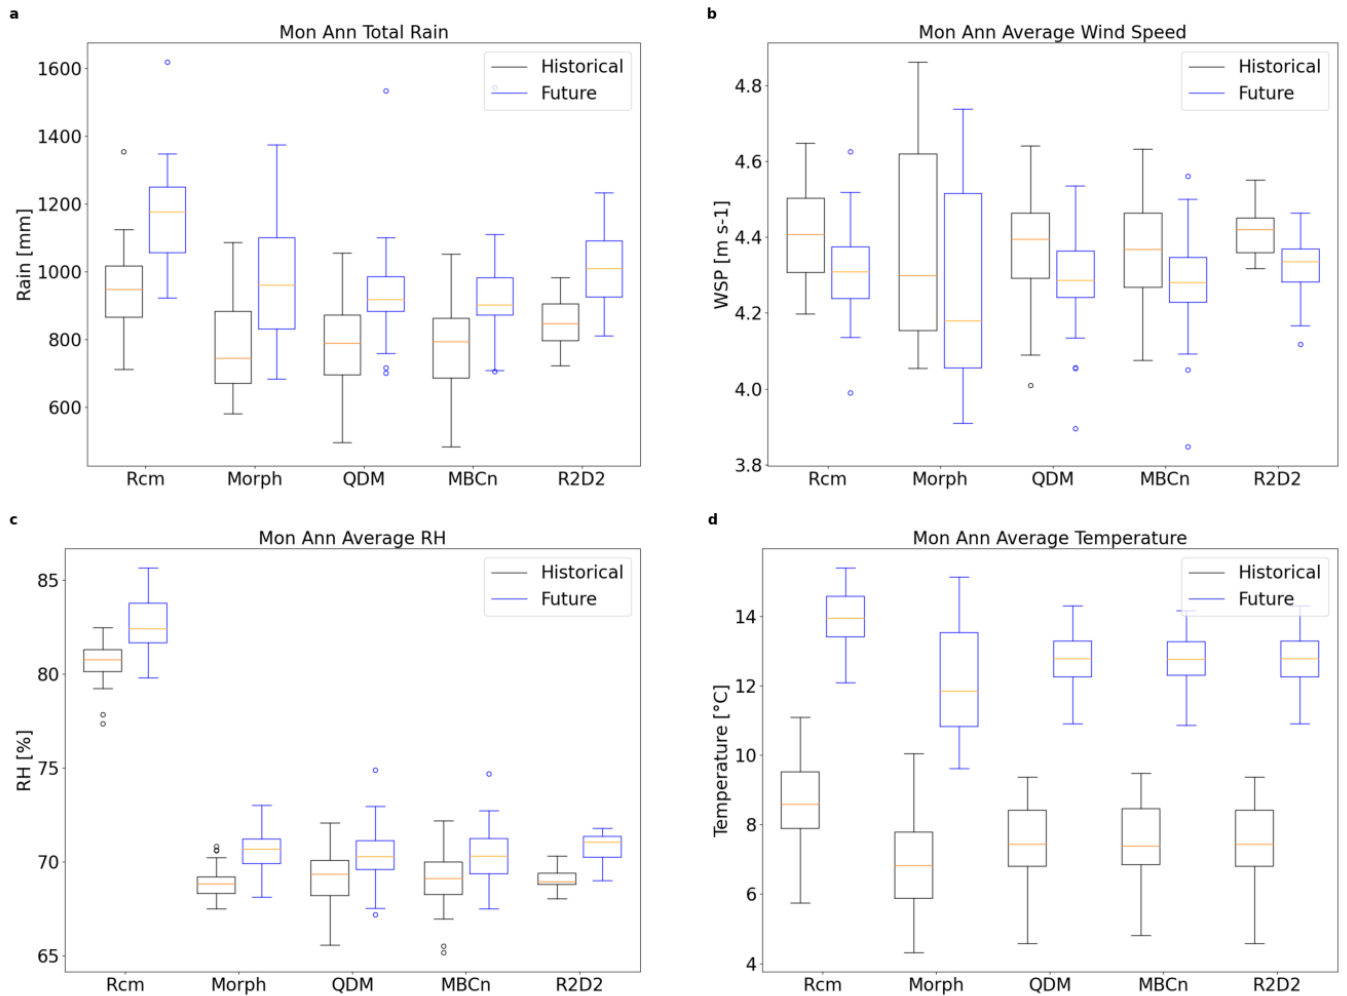 a
Mon Ann Total Rain
Historical
Future
1600
1400
1200
1000
800
600
Rain [mm]
Rcm Morph QDM MBCn R2D2
b
Mon Ann Average Wind Speed
Historical
Future
4.8
4.6
4.4
4.2
4.0
3.8
WSP [m s-1]
Rcm Morph QDM MBCn R2D2
c
Mon Ann Average RH
Historical
Future
85
80
75
70
65
RH [%]
Rcm Morph QDM MBCn R2D2
d
Mon Ann Average Temperature
Historical
Future
14
12
10
8
6
4
Temperature [°C]
Rcm Morph QDM MBCn R2D2